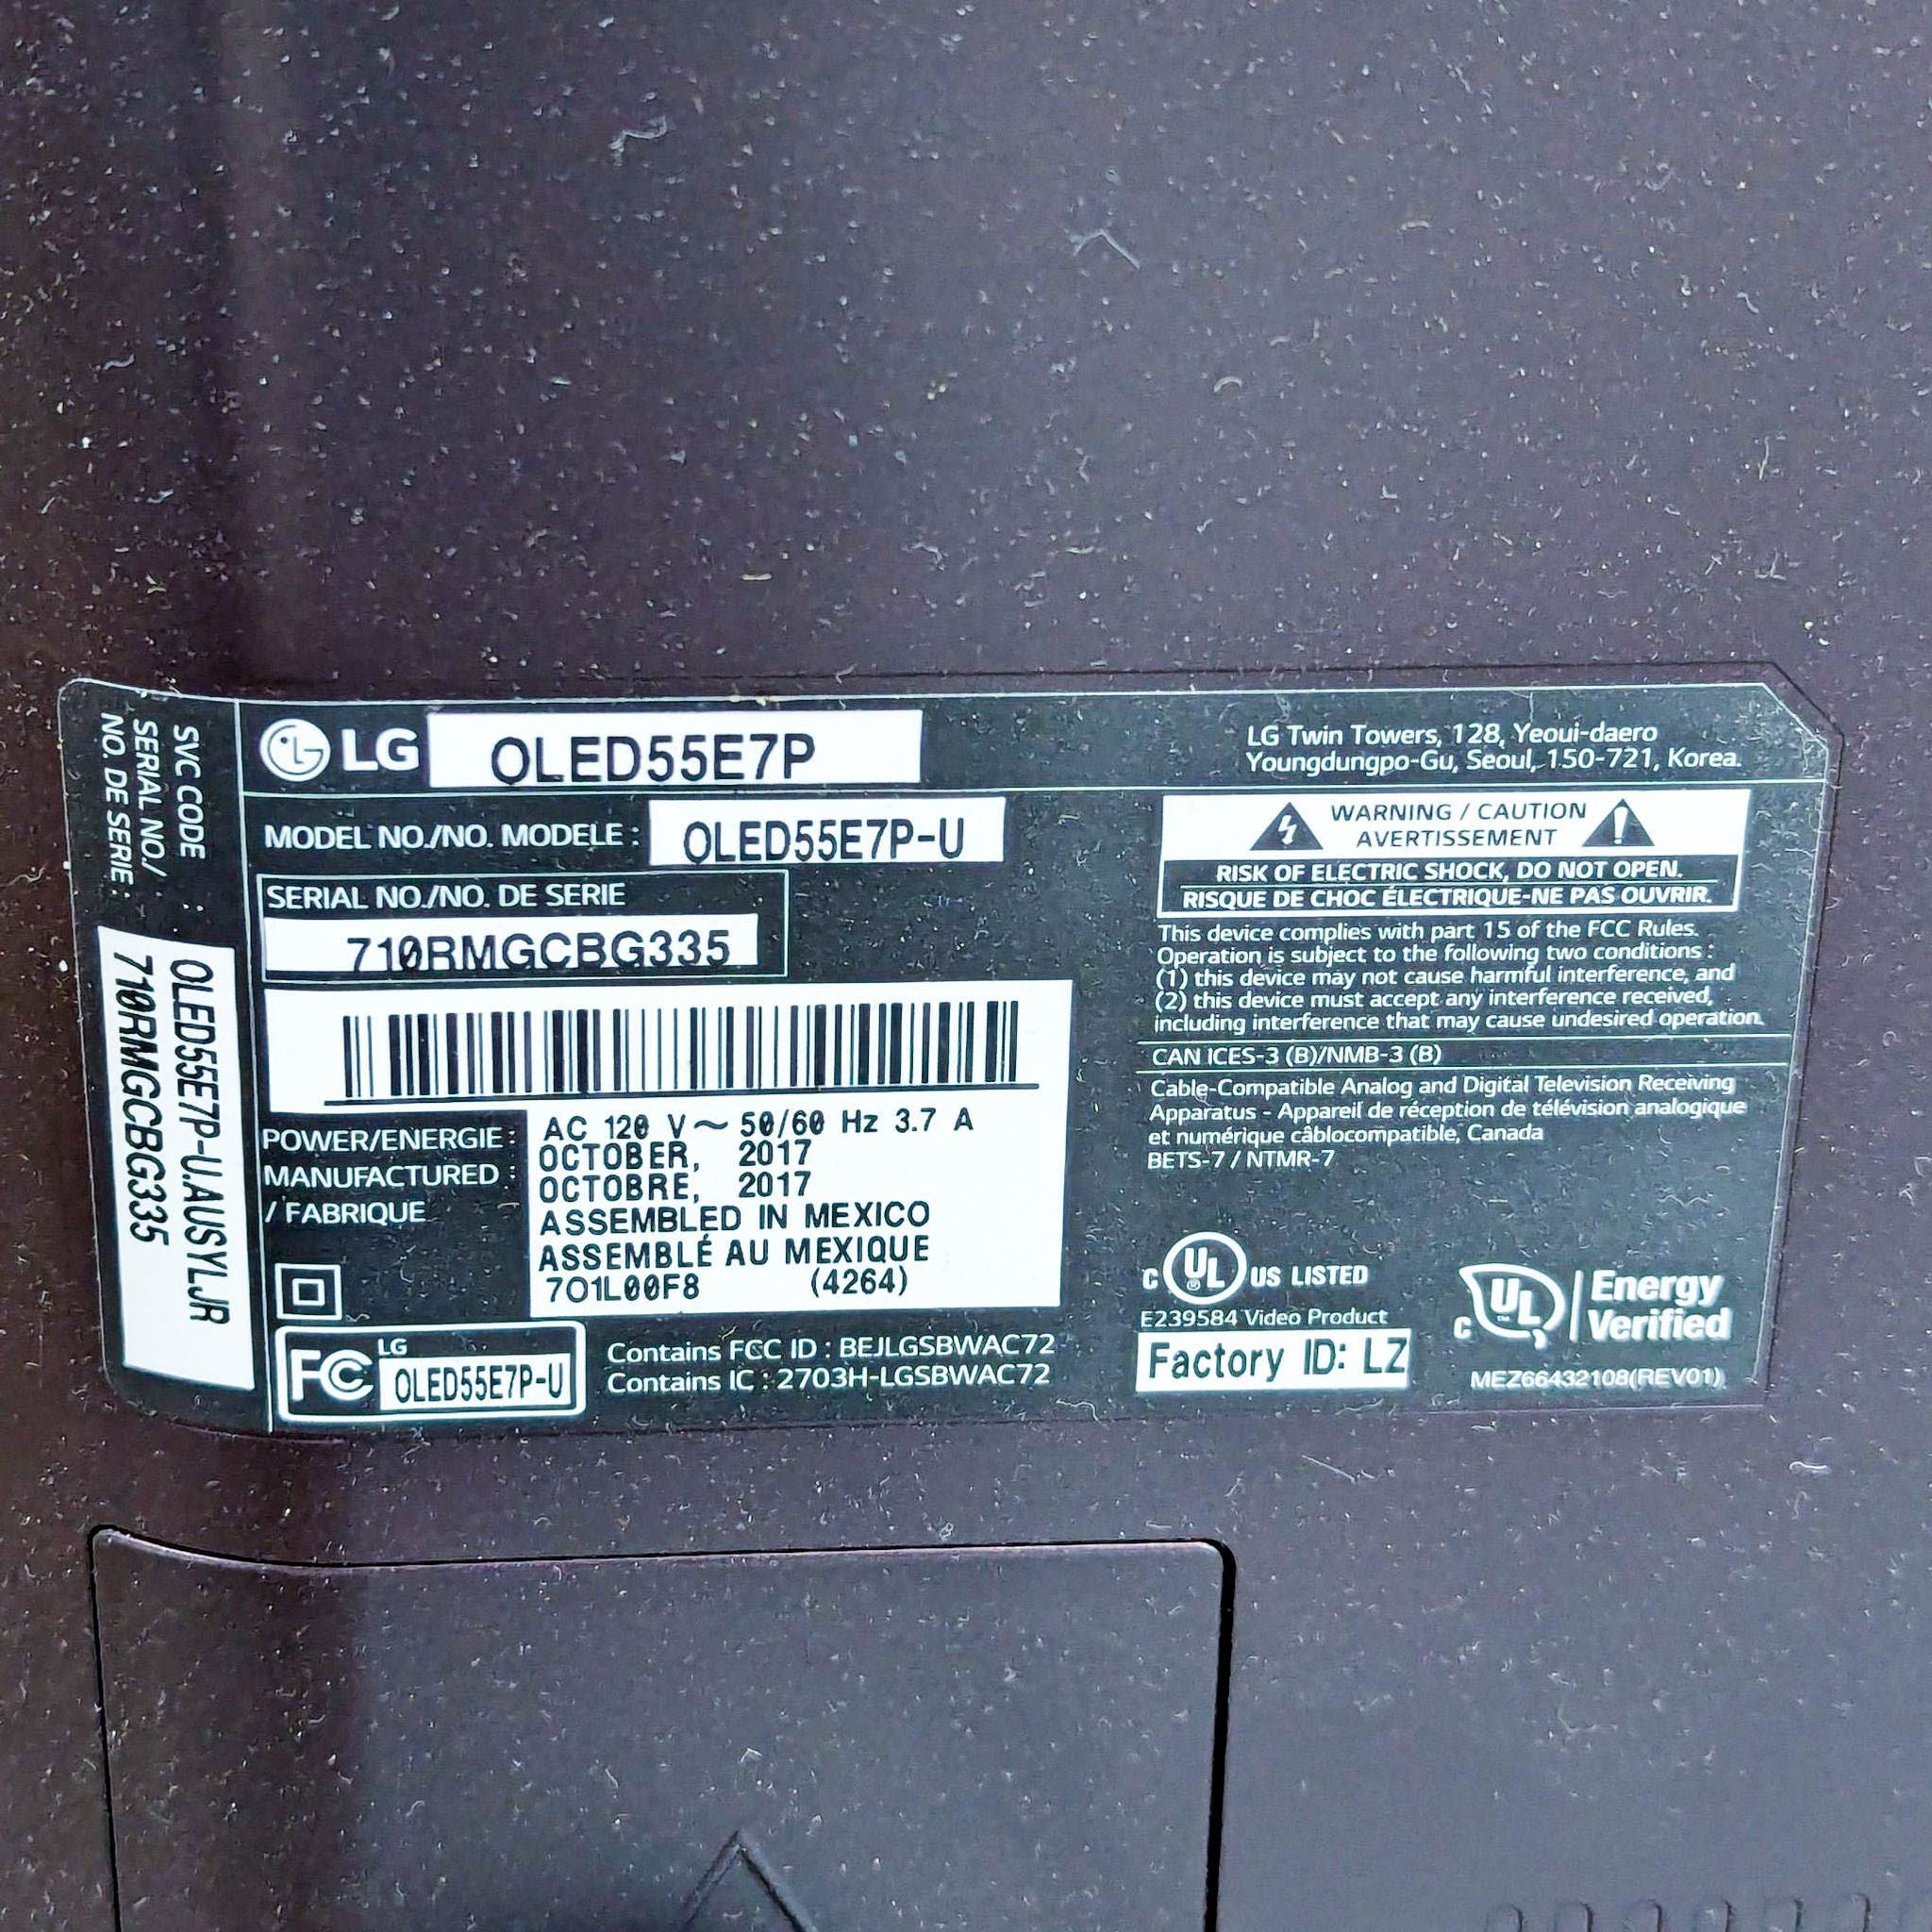 SVC CODE : OLED55E7P-U.AUSYLJR
SERIAL NO./
NO. DE SERIE : 710RMGCBG335
LG OLED55E7P
LG Twin Towers, 128, Yeoui-daero
Youngdungpo-Gu, Seoul, 150-721, Korea.
MODEL NO./NO. MODELE : OLED55E7P-U
SERIAL NO./NO. DE SERIE
710RMGCBG335
POWER/ENERGIE : AC 120 V ~ 50/60 Hz 3.7 A
MANUFACTURED : OCTOBER, 2017
/ FABRIQUE OCTOBRE, 2017
ASSEMBLED IN MEXICO
ASSEMBLÉ AU MEXIQUE
701L00F8 (4264)
FC LG
OLED55E7P-U
Contains FCC ID : BEJLGSBWAC72
Contains IC : 2703H-LGSBWAC72
WARNING / CAUTION
AVERTISSEMENT
RISK OF ELECTRIC SHOCK, DO NOT OPEN.
RISQUE DE CHOC ÉLECTRIQUE-NE PAS OUVRIR.
This device complies with part 15 of the FCC Rules.
Operation is subject to the following two conditions :
(1) this device may not cause harmful interference, and
(2) this device must accept any interference received,
including interference that may cause undesired operation.
CAN ICES-3 (B)/NMB-3 (B)
Cable-Compatible Analog and Digital Television Receiving
Apparatus - Appareil de réception de télévision analogique
et numérique câblocompatible, Canada
BETS-7 / NTMR-7
C UL ® US LISTED
E239584 Video Product
Factory ID: LZ
C UL ™ Energy
Verified
MEZ66432108(REV01)